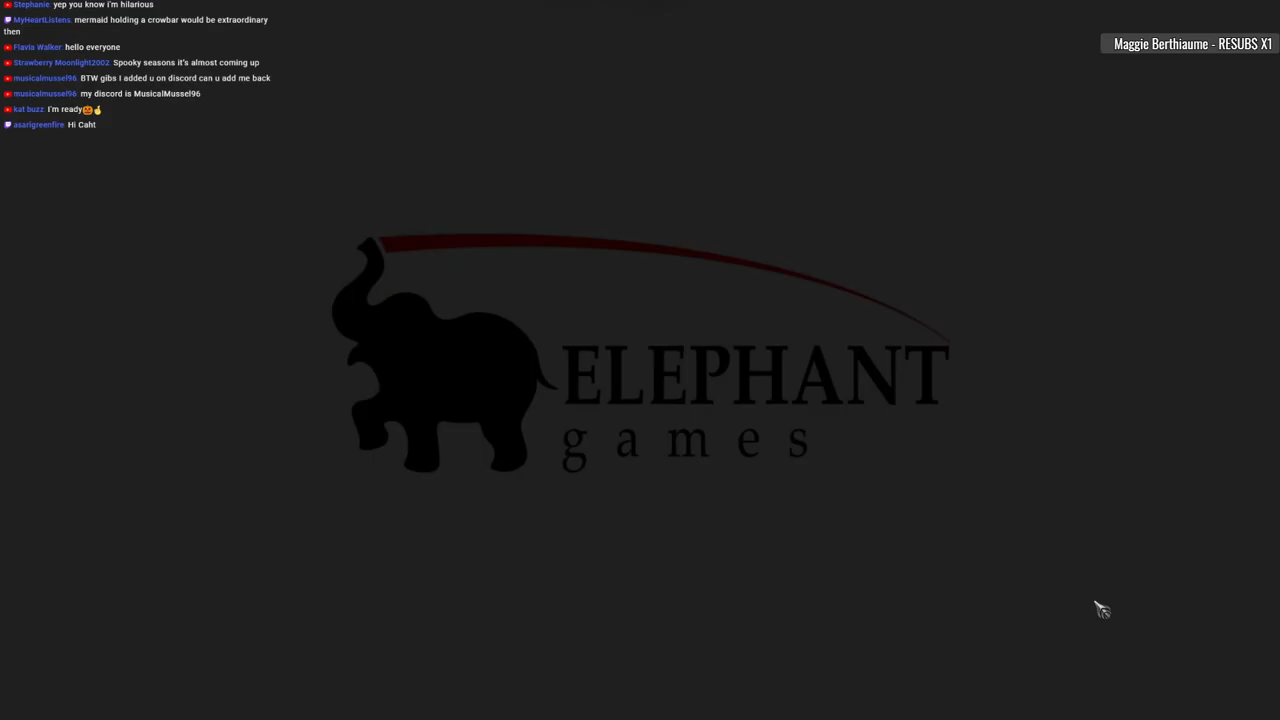 Stephanie: yep you know i'm hilarious
MyHeartListens: mermaid holding a crowbar would be extraordinary
then
Flavia Walker: hello everyone
Strawberry Moonlight2002: Spooky seasons it's almost coming up
musicalmussel96: BTW gibs I added u on discord can u add me back
musicalmussel96: my discord is MusicalMussel96
kat buzz: I'm ready🎃🤞
asarigreenfire: Hi Caht
Maggie Berthiaume - RESUBS X1
ELEPHANT
games